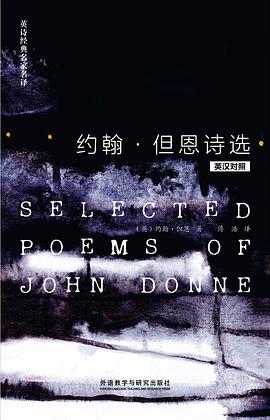 英诗经典名家名译
约翰·但恩诗选
英汉对照
SELECTED
POEMS OF
JOHN DONNE
（英）约翰·但恩 著 傅浩 译
外语教学与研究出版社
FOREIGN LANGUAGE TEACHING AND RESEARCH PRESS